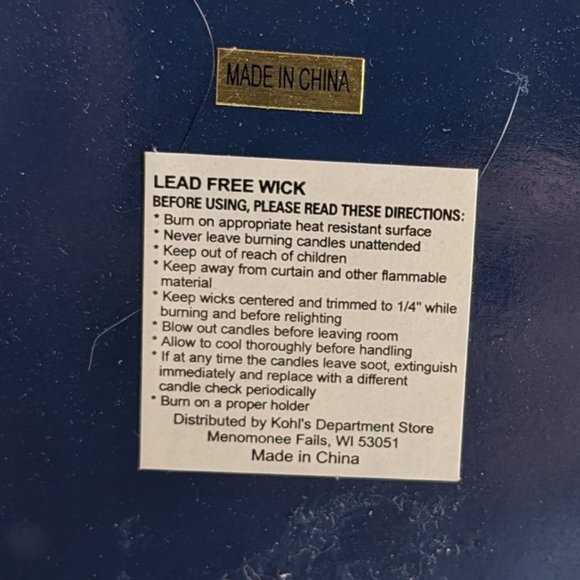 MADE IN CHINA
LEAD FREE WICK
BEFORE USING, PLEASE READ THESE DIRECTIONS:
* Burn on appropriate heat resistant surface
* Never leave burning candles unattended
* Keep out of reach of children
* Keep away from curtain and other flammable
material
* Keep wicks centered and trimmed to 1/4" while
burning and before relighting
* Blow out candles before leaving room
* Allow to cool thoroughly before handling
* If at any time the candles leave soot, extinguish
immediately and replace with a different
candle check periodically
* Burn on a proper holder
Distributed by Kohl's Department Store
Menomonee Fails, WI 53051
Made in China